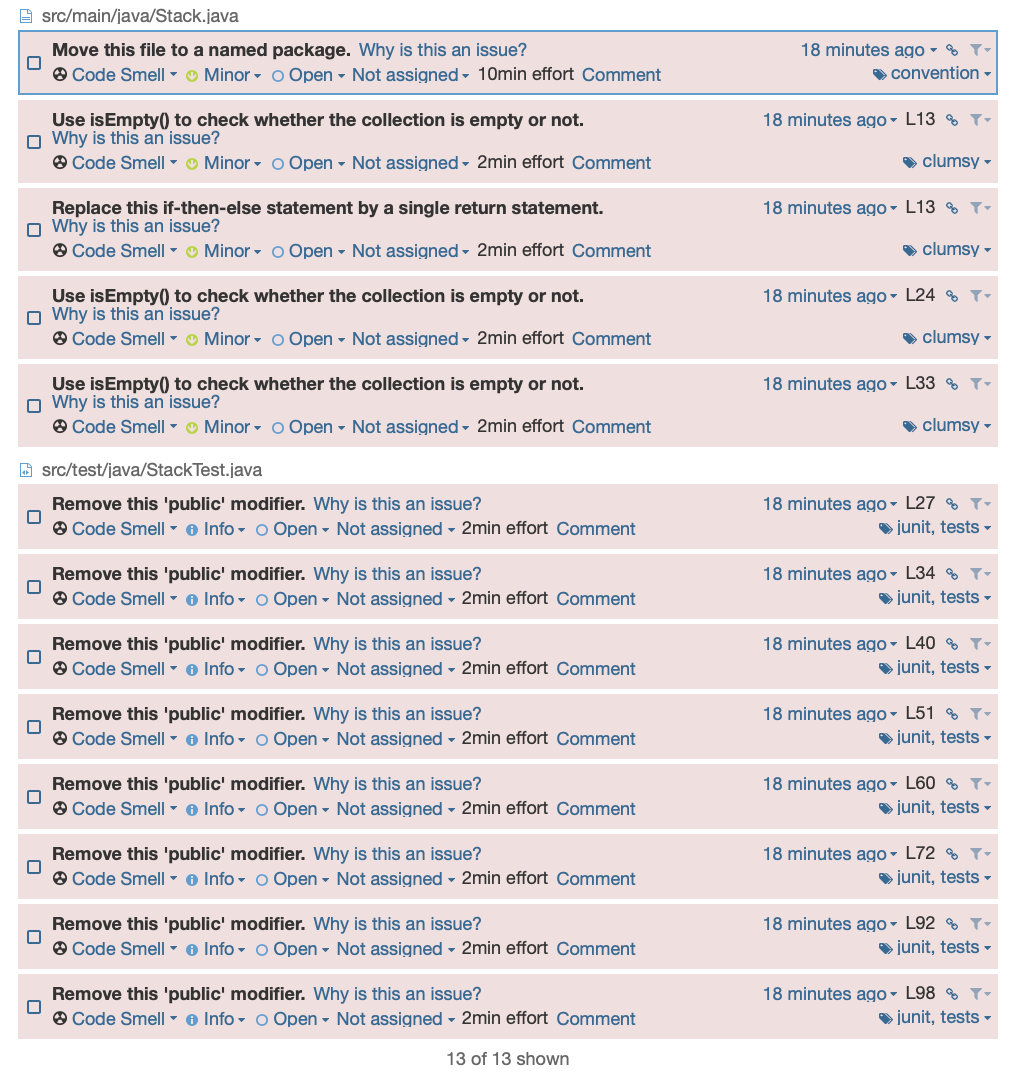 src/main/java/Stack.java
Move this file to a named package. Why is this an issue? 18 minutes ago
Code Smell Minor Open Not assigned 10min effort Comment convention
Use isEmpty() to check whether the collection is empty or not. 18 minutes ago L13
Why is this an issue?
Code Smell Minor Open Not assigned 2min effort Comment clumsy
Replace this if-then-else statement by a single return statement. 18 minutes ago L13
Why is this an issue?
Code Smell Minor Open Not assigned 2min effort Comment clumsy
Use isEmpty() to check whether the collection is empty or not. 18 minutes ago L24
Why is this an issue?
Code Smell Minor Open Not assigned 2min effort Comment clumsy
Use isEmpty() to check whether the collection is empty or not. 18 minutes ago L33
Why is this an issue?
Code Smell Minor Open Not assigned 2min effort Comment clumsy
src/test/java/StackTest.java
Remove this 'public' modifier. Why is this an issue? 18 minutes ago L27
Code Smell Info Open Not assigned 2min effort Comment junit, tests
Remove this 'public' modifier. Why is this an issue? 18 minutes ago L34
Code Smell Info Open Not assigned 2min effort Comment junit, tests
Remove this 'public' modifier. Why is this an issue? 18 minutes ago L40
Code Smell Info Open Not assigned 2min effort Comment junit, tests
Remove this 'public' modifier. Why is this an issue? 18 minutes ago L51
Code Smell Info Open Not assigned 2min effort Comment junit, tests
Remove this 'public' modifier. Why is this an issue? 18 minutes ago L60
Code Smell Info Open Not assigned 2min effort Comment junit, tests
Remove this 'public' modifier. Why is this an issue? 18 minutes ago L72
Code Smell Info Open Not assigned 2min effort Comment junit, tests
Remove this 'public' modifier. Why is this an issue? 18 minutes ago L92
Code Smell Info Open Not assigned 2min effort Comment junit, tests
Remove this 'public' modifier. Why is this an issue? 18 minutes ago L98
Code Smell Info Open Not assigned 2min effort Comment junit, tests
13 of 13 shown